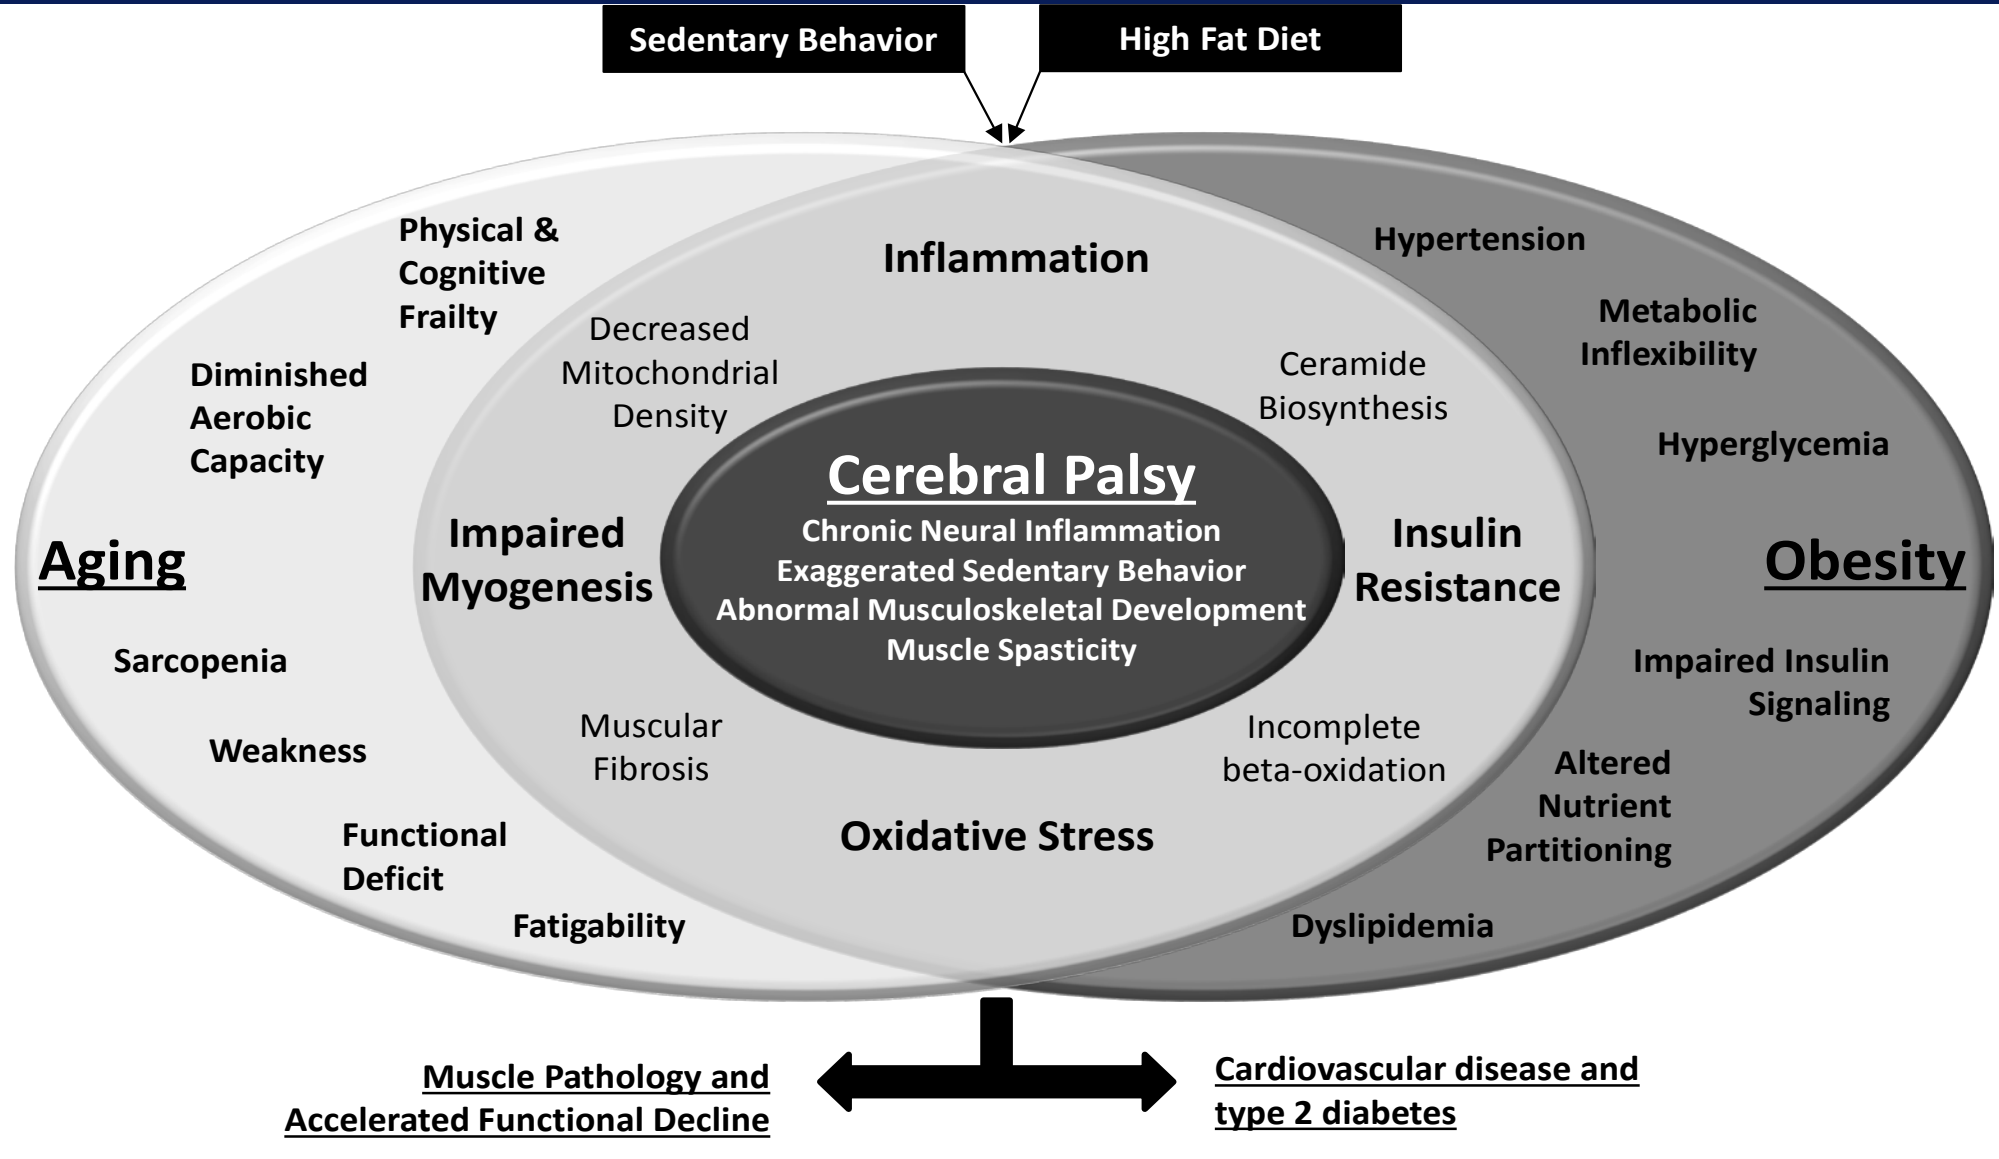 Sedentary Behavior
High Fat Diet
Physical &
Cognitive
Frailty
Diminished
Aerobic
Capacity
Aging
Sarcopenia
Weakness
Functional
Deficit
Fatigability
Inflammation
Decreased
Mitochondrial
Density
Ceramide
Biosynthesis
Impaired
Myogenesis
Cerebral Palsy
Chronic Neural Inflammation
Exaggerated Sedentary Behavior
Abnormal Musculoskeletal Development
Muscle Spasticity
Insulin
Resistance
Muscular
Fibrosis
Incomplete
beta-oxidation
Oxidative Stress
Hypertension
Metabolic
Inflexibility
Hyperglycemia
Obesity
Impaired Insulin
Signaling
Altered
Nutrient
Partitioning
Dyslipidemia
Muscle Pathology and
Accelerated Functional Decline
Cardiovascular disease and
type 2 diabetes